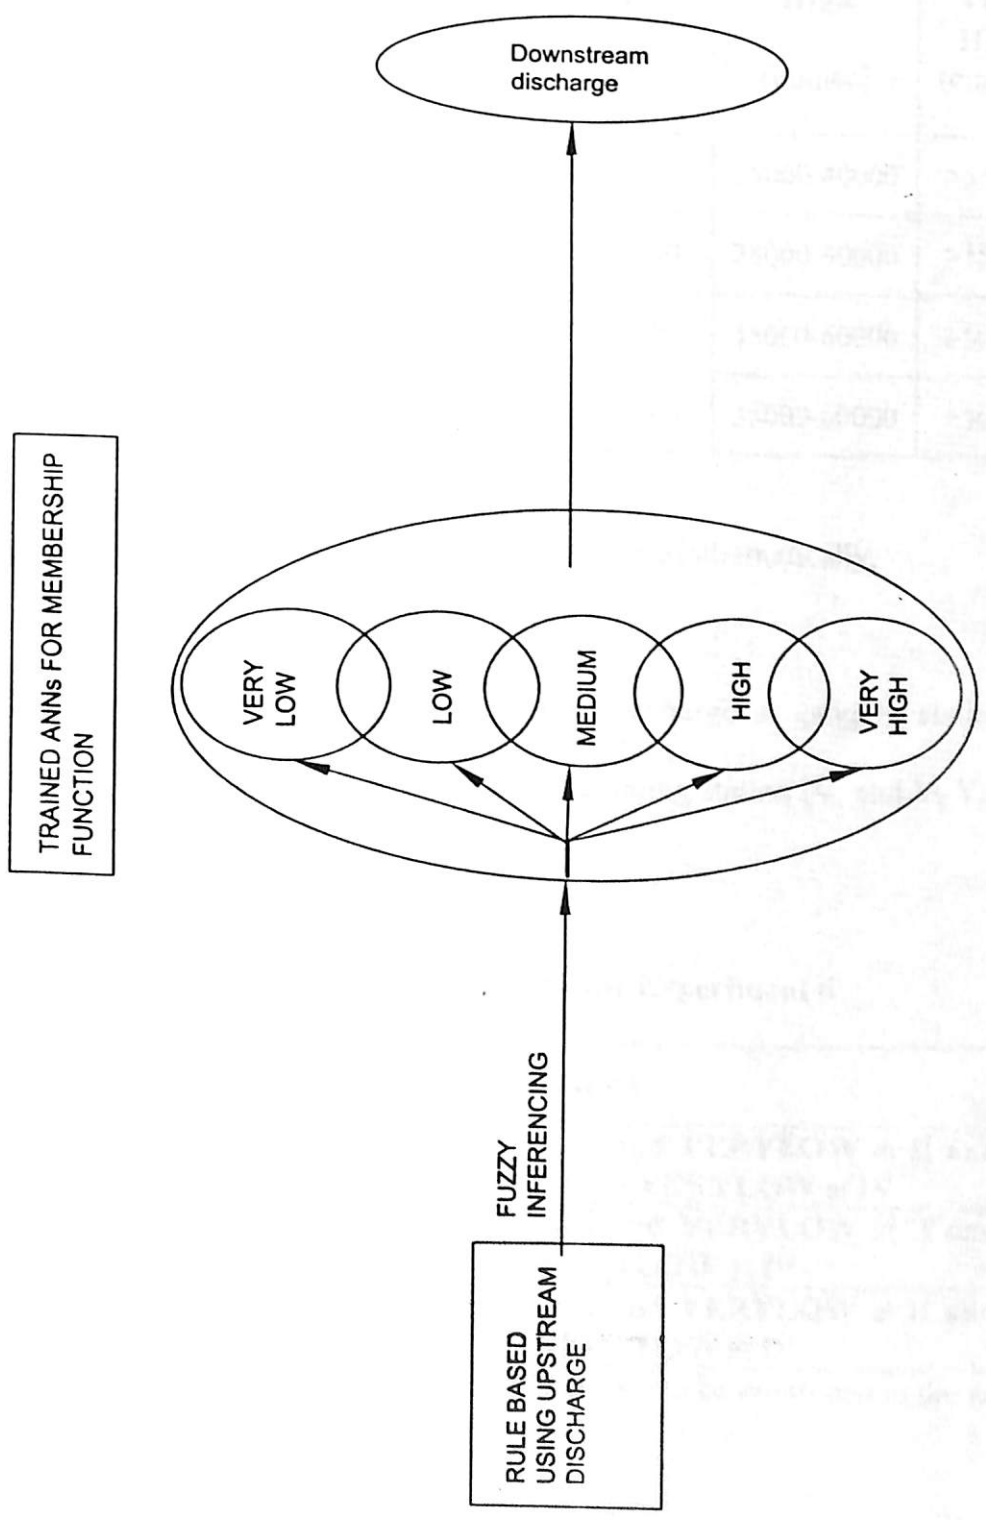 TRAINED ANNs FOR MEMBERSHIP
FUNCTION
RULE BASED
USING UPSTREAM
DISCHARGE
FUZZY
INFERENCING
VERY
LOW
LOW
MEDIUM
HIGH
VERY
HIGH
Downstream
discharge